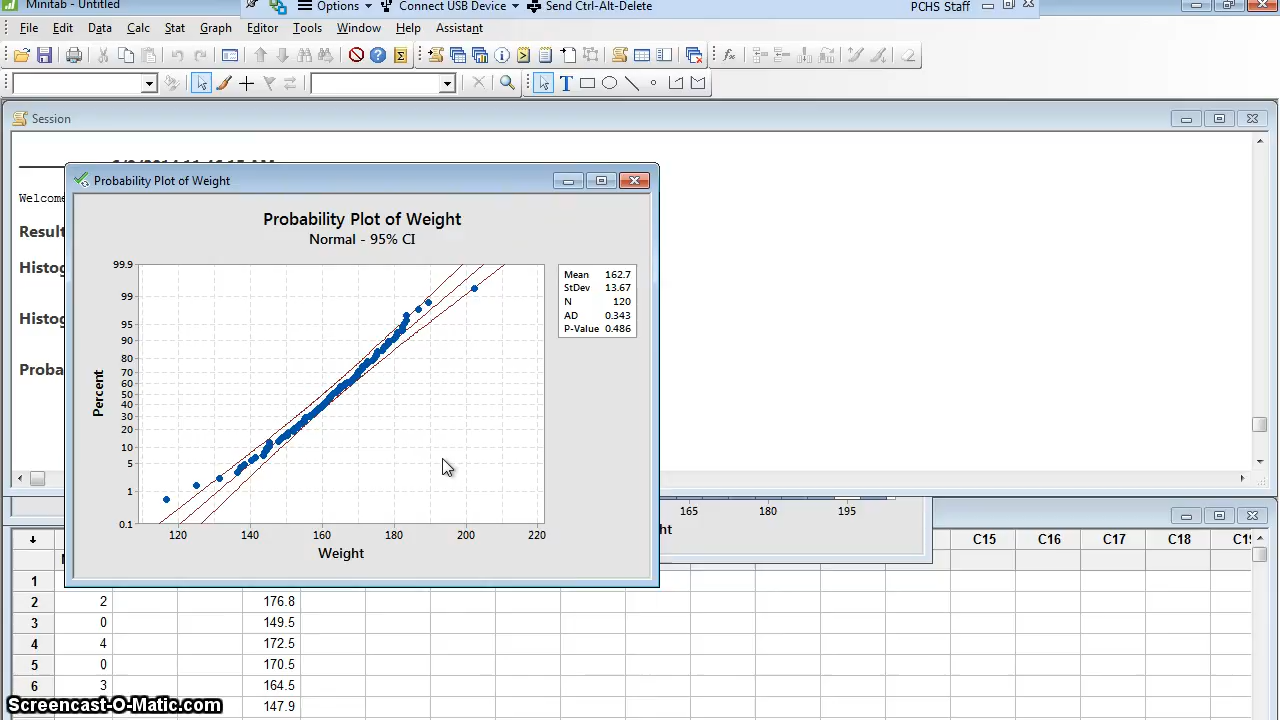 Minitab - Untitled
Options
Connect USB Device
Send Ctrl-Alt-Delete
PCHS Staff
File Edit Data Calc Stat Graph Editor Tools Window Help Assistant
Session
Welcome
Result
Histog
Histog
Proba
Probability Plot of Weight
Probability Plot of Weight
Normal - 95% CI
99.9
99
95
90
80
70
60
50
40
30
20
10
5
1
0.1
Percent
120 140 160 180 200 220
Weight
Mean 162.7
StDev 13.67
N 120
AD 0.343
P-Value 0.486
165 180 195
ht
C15 C16 C17 C18 C19
1
2 2 176.8
3 0 149.5
4 4 172.5
5 0 170.5
6 3 164.5
147.9
Screencast-O-Matic.com